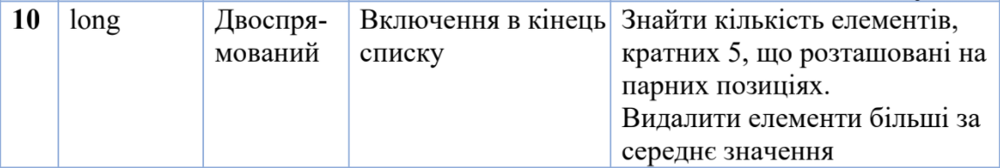 10 long Двоспря- Включення в кінець Знайти кількість елементів,
мований списку кратних 5, що розташовані на
парних позиціях.
Видалити елементи більші за
середнє значення